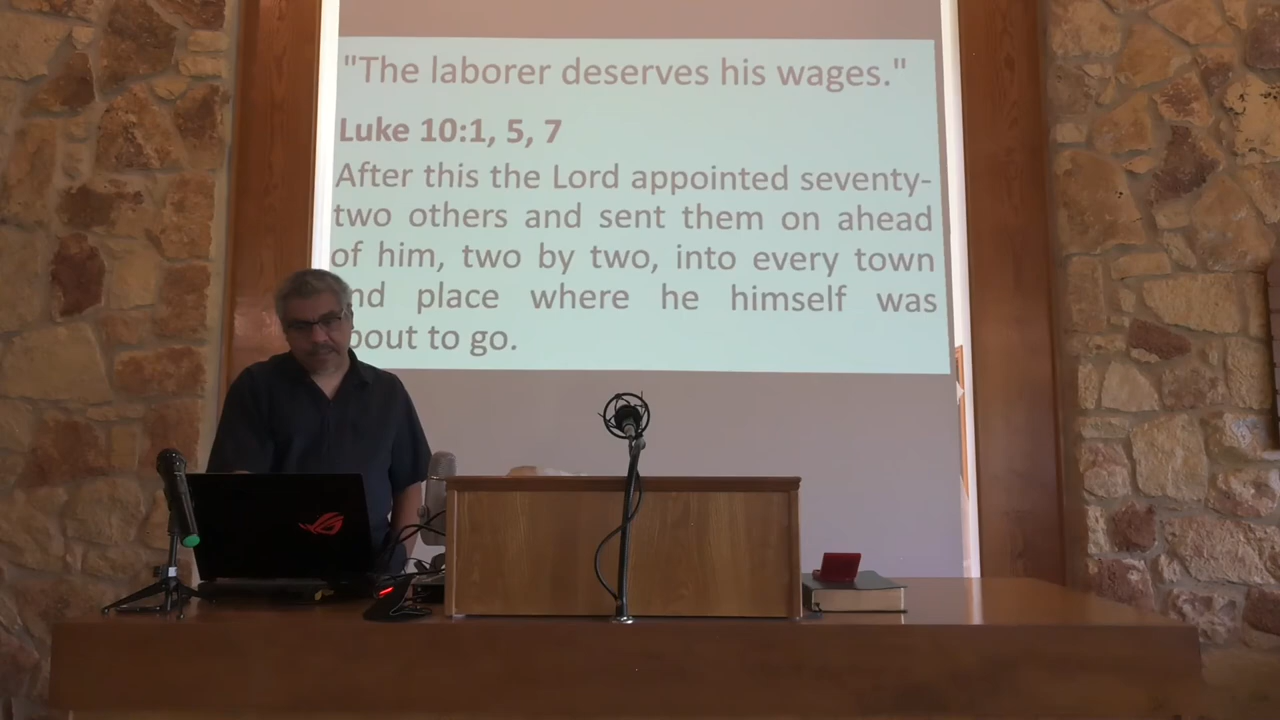 "The laborer deserves his wages."
Luke 10:1, 5, 7
After this the Lord appointed seventy-
two others and sent them on ahead
of him, two by two, into every town
nd place where he himself was
bout to go.